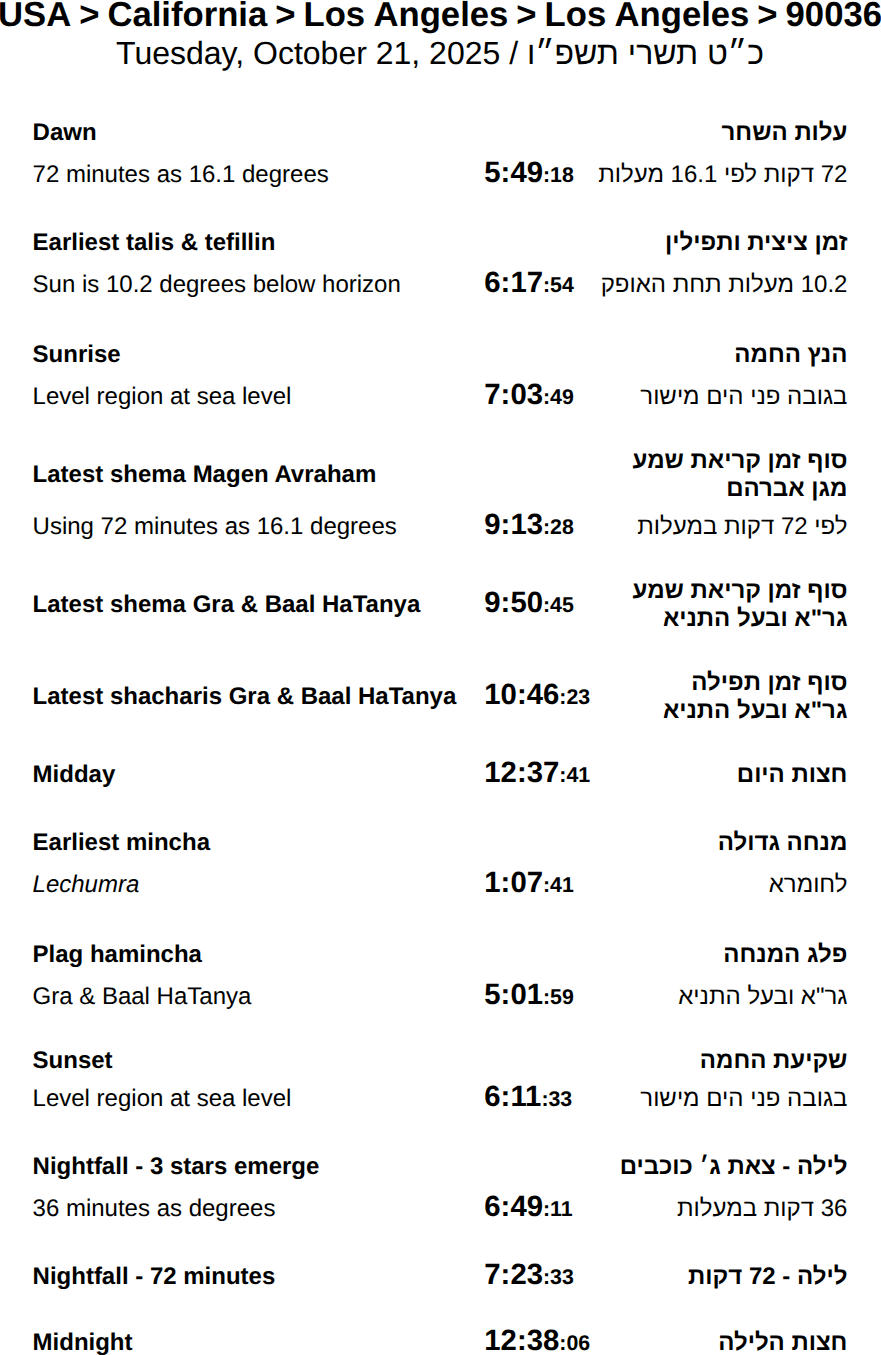 USA > California > Los Angeles > Los Angeles > 90036
Tuesday, October 21, 2025 / כ״ט תשרי תשפ״ו
Dawn עלות השחר
72 minutes as 16.1 degrees 5:49:18 72 דקות לפי 16.1 מעלות
Earliest talis & tefillin זמן ציצית ותפילין
Sun is 10.2 degrees below horizon 6:17:54 10.2 מעלות תחת האופק
Sunrise הנץ החמה
Level region at sea level 7:03:49 בגובה פני הים מישור
Latest shema Magen Avraham סוף זמן קריאת שמע
מגן אברהם
Using 72 minutes as 16.1 degrees 9:13:28 לפי 72 דקות במעלות
Latest shema Gra & Baal HaTanya 9:50:45 סוף זמן קריאת שמע
גר"א ובעל התניא
Latest shacharis Gra & Baal HaTanya 10:46:23 סוף זמן תפילה
גר"א ובעל התניא
Midday 12:37:41 חצות היום
Earliest mincha מנחה גדולה
Lechumra 1:07:41 לחומרא
Plag hamincha פלג המנחה
Gra & Baal HaTanya 5:01:59 גר"א ובעל התניא
Sunset שקיעת החמה
Level region at sea level 6:11:33 בגובה פני הים מישור
Nightfall - 3 stars emerge לילה - צאת ג׳ כוכבים
36 minutes as degrees 6:49:11 36 דקות במעלות
Nightfall - 72 minutes 7:23:33 לילה - 72 דקות
Midnight 12:38:06 חצות הלילה